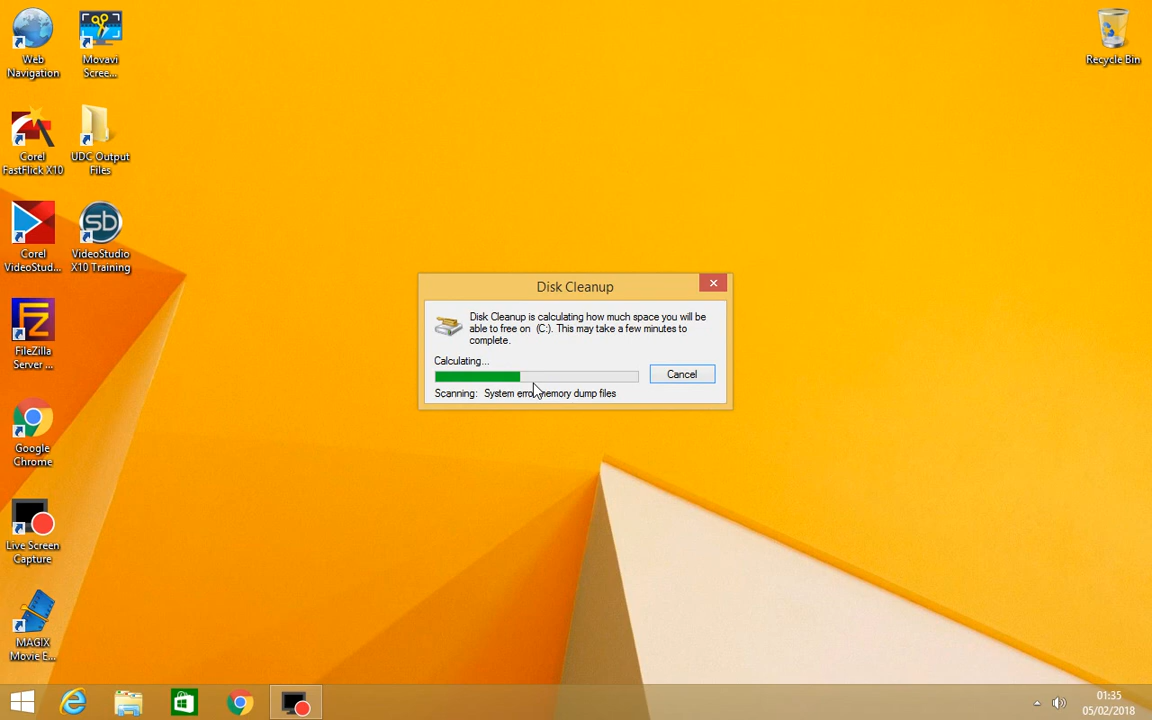 Web
Navigation
Movavi
Scree...
Recycle Bin
Corel
FastFlick X10
UDC Output
Files
Corel
VideoStud...
sb
VideoStudio
X10 Training
FZ
FileZilla
Server ...
Google
Chrome
Live Screen
Capture
MAGIX
Movie E...
Disk Cleanup
Disk Cleanup is calculating how much space you will be
able to free on (C:). This may take a few minutes to
complete.
Calculating...
Cancel
Scanning: System error memory dump files
01:35
05/02/2018